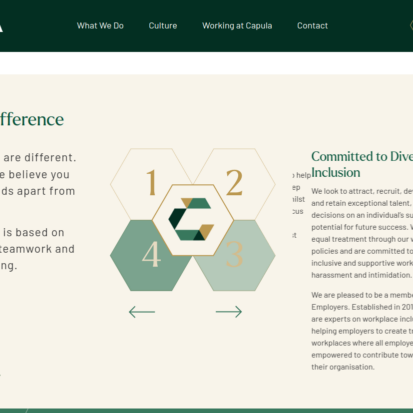 What We Do
Culture
Working at Capula
Contact
fference
are different.
e believe you
ds apart from
is based on
teamwork and
ng.
1
2
4
3
help
ep
ilst
cus
Committed to Dive
Inclusion
We look to attract, recruit, de
and retain exceptional talent.
decisions on an individual's su
potential for future success. W
equal treatment through our w
policies and are committed to
inclusive and supportive work
harassment and intimidation.
We are pleased to be a membe
Employers. Established in 201
are experts on workplace inclu
helping employers to create t
workplaces where all employe
empowered to contribute tow
their organisation.